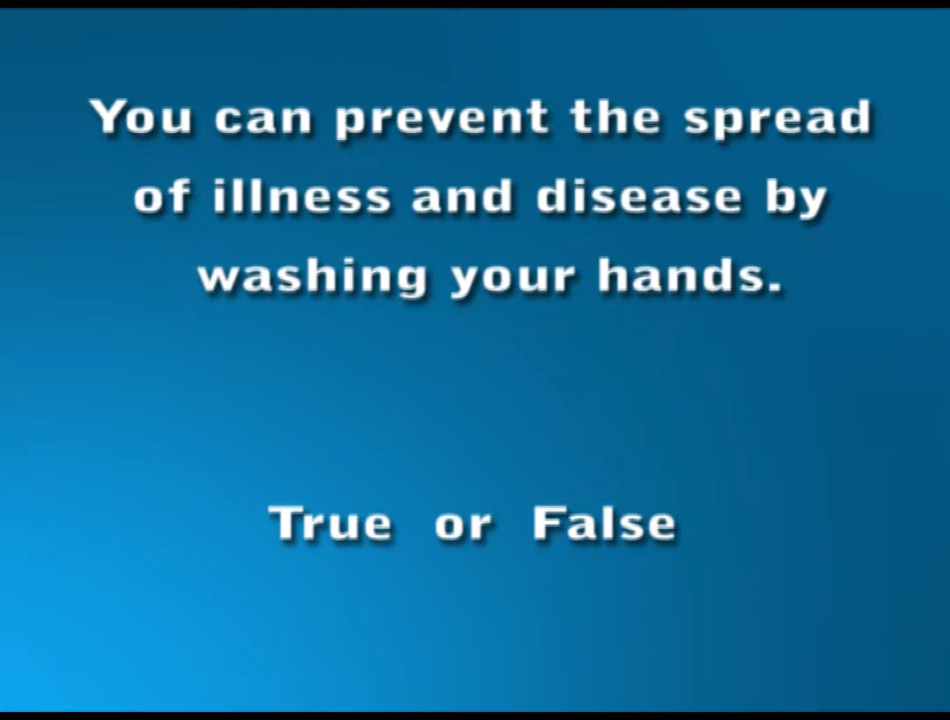 You can prevent the spread
of illness and disease by
washing your hands.
True or False